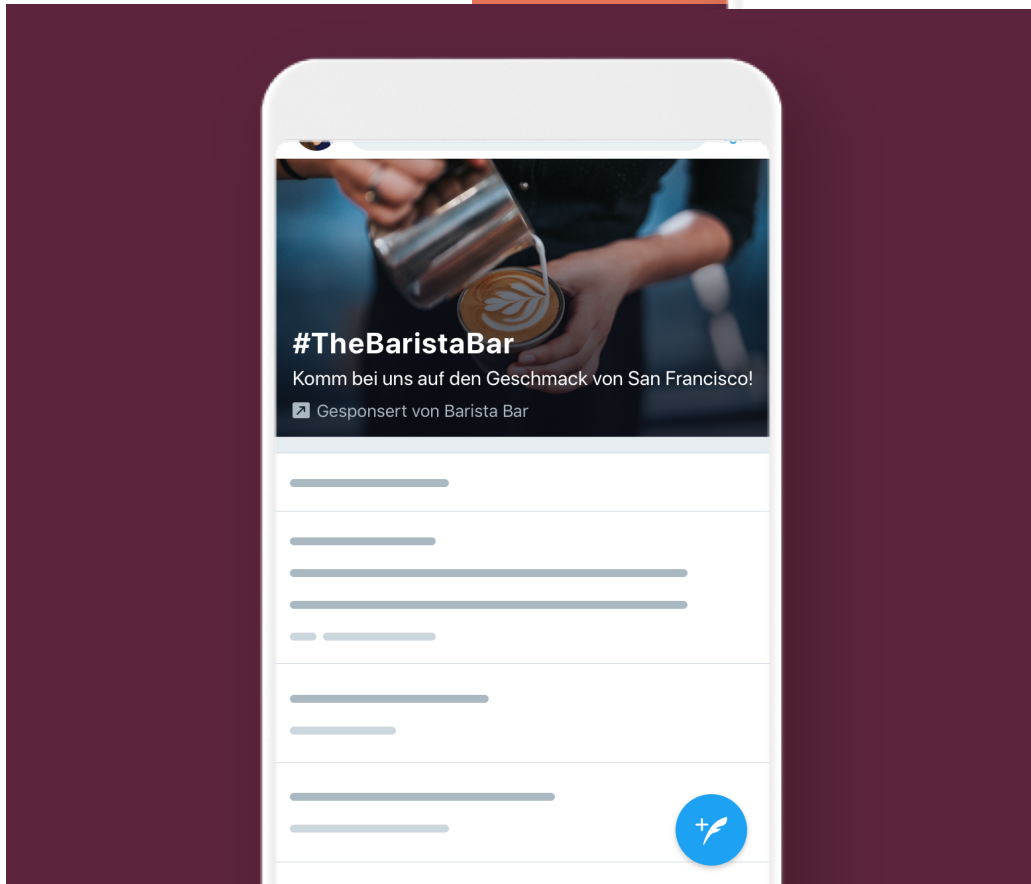 #TheBaristaBar
Komm bei uns auf den Geschmack von San Francisco!
Gesponsert von Barista Bar